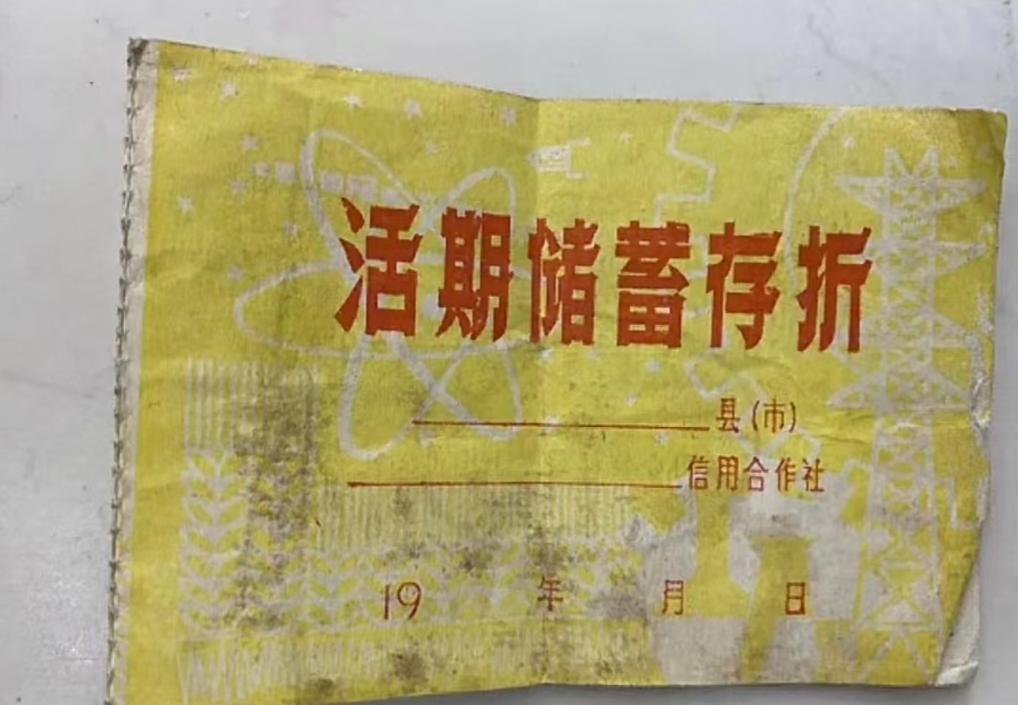 活期储蓄存折
县(市)
信用合作社
19 年 月 日